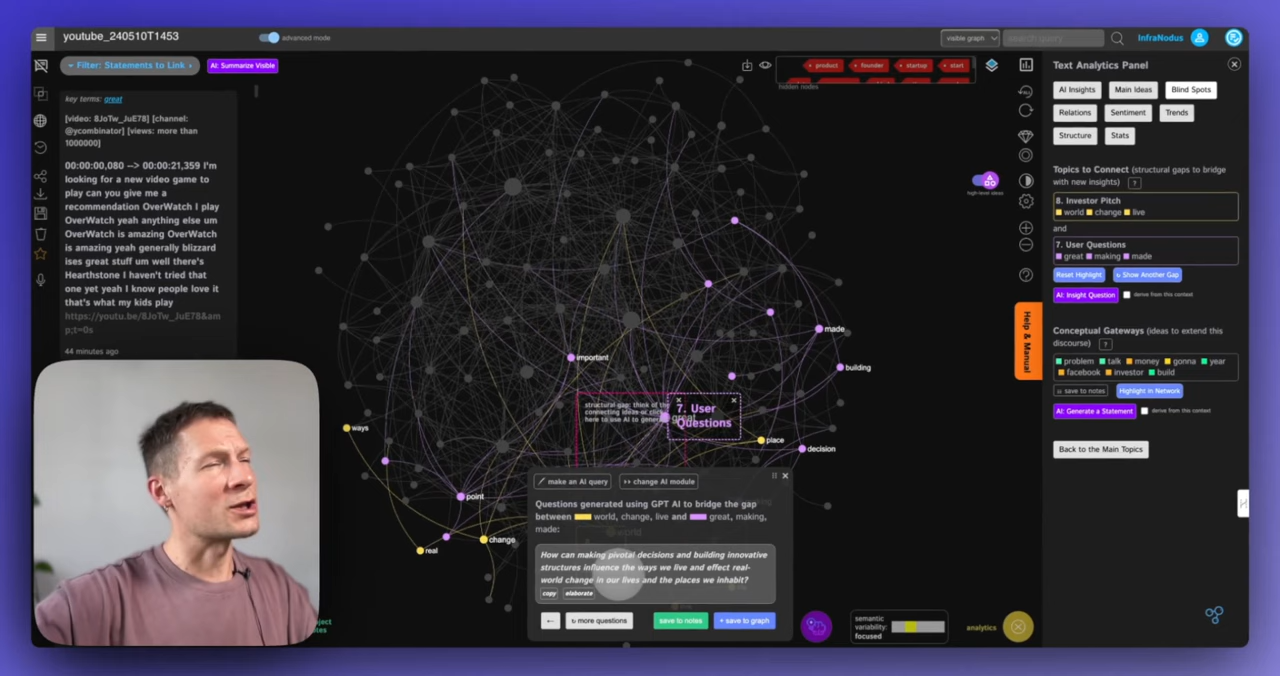 youtube_240510T1453
advanced mode
visible graph
search query
InfraNodus
Filter: Statements to Link
AI: Summarize Visible
key terms: great
[video: 8JoTw_JuE78] [channel:
@ycombinator] [views: more than
1000000]
00:00:00,080 --> 00:00:21,359 I'm
looking for a new video game to
play can you give me a
recommendation OverWatch I play
OverWatch yeah anything else um
OverWatch is amazing OverWatch
is amazing yeah generally blizzard
ises great stuff um well there's
Hearthstone I haven't tried that
one yet yeah I know people love it
that's what my kids play
https://youtu.be/8JoTw_JuE78&am
p;t=0s
44 minutes ago
product
founder
startup
start
hidden nodes
high-level ideas
made
building
important
structural gap: think of the
great
7. User
Questions
ways
place
decision
point
change
real
make an AI query
change AI module
Questions generated using GPT AI to bridge the gap
between world, change, live and great, making,
made:
How can making pivotal decisions and building innovative
structures influence the ways we live and effect real-
world change in our lives and the places we inhabit?
copy
elaborate
←
↻ more questions
save to notes
+ save to graph
semantic
variability:
focused
analytics
Help & Manual
Text Analytics Panel
AI Insights
Main Ideas
Blind Spots
Relations
Sentiment
Trends
Structure
Stats
Topics to Connect (structural gaps to bridge
with new insights) ?
8. Investor Pitch
world change live
and
7. User Questions
great making made
Reset Highlight
↻ Show Another Gap
AI: Insight Question
derive from this context
Conceptual Gateways (ideas to extend this
discourse) ?
problem talk money gonna year
facebook investor build
save to notes
Highlight in Network
AI: Generate a Statement
derive from this context
Back to the Main Topics